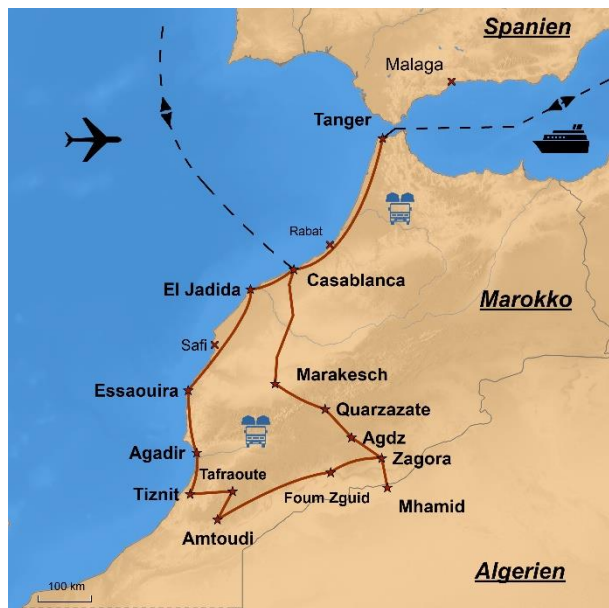 Spanien
Malaga
Tanger
Rabat
Casablanca
El Jadida
Marokko
Safi
Marakesch
Essaouira
Quarzazate
Agdz
Agadir
Zagora
Tafraoute
Foum Zguid
Tiznit
Mhamid
Amtoudi
Algerien
100 km